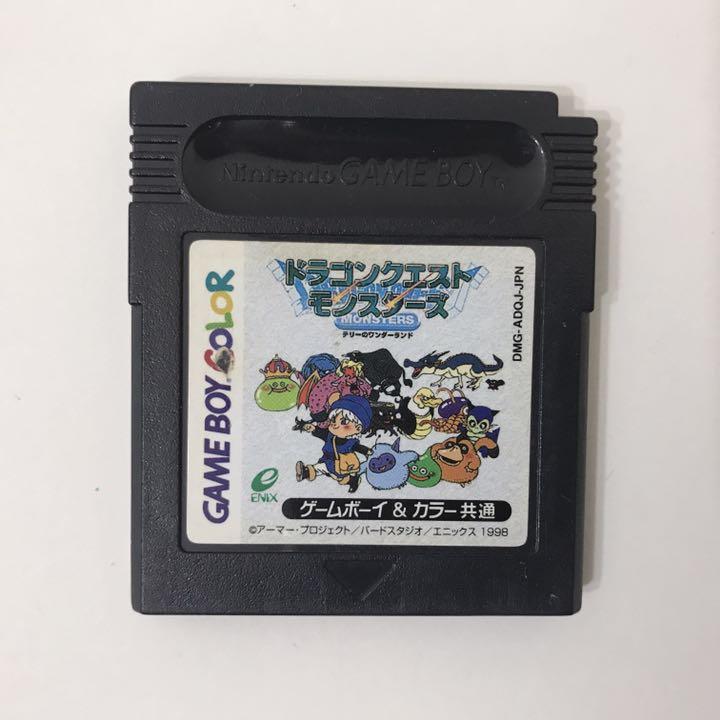 Nintendo GAME BOY TM
GAME BOY COLOR
ドラゴンクエスト
モンスターズ
MONSTERS
テリーのワンダーランド
DMG-ADQJ-JPN
ENIX
ゲームボーイ & カラー共通
©アーマー・プロジェクト/バードスタジオ/エニックス 1998